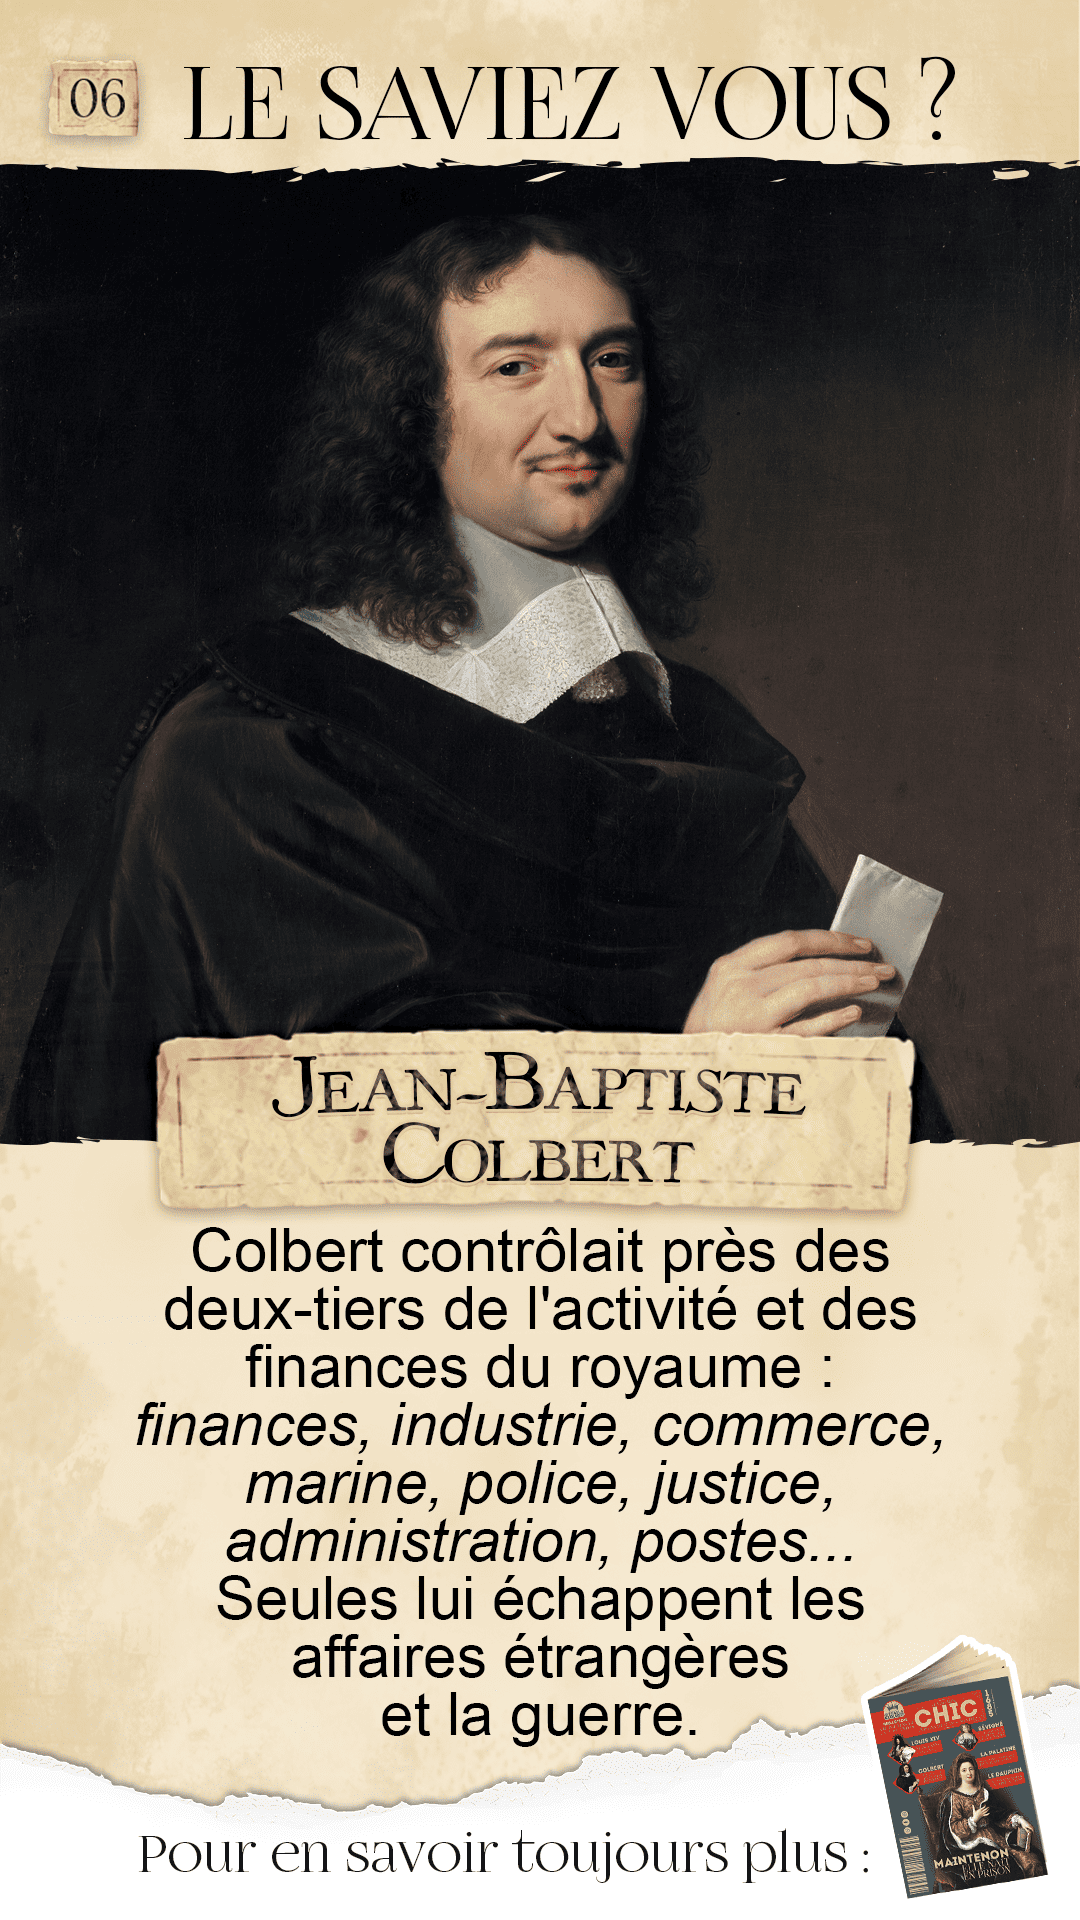 06
LE SAVIEZ VOUS ?
JEAN-BAPTISTE
COLBERT
Colbert contrôlait près des
deux-tiers de l'activité et des
finances du royaume :
finances, industrie, commerce,
marine, police, justice,
administration, postes...
Seules lui échappent les
affaires étrangères
et la guerre.
Pour en savoir toujours plus :
CHIC
1685
LOUIS XIV
SÉVIGNÉ
COLBERT
LA PALATINE
LE DAUPHIN
MAINTENON
EN PRISON